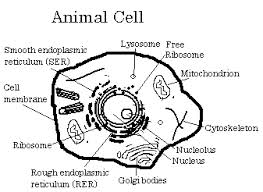 Animal Cell
Lysosome
Free
Ribosome
Smooth endoplasmic
reticulum (SER)
Mitochondrion
Cell
membrane
Cytoskeleton
Ribosome
Nucleolus
Nucleus
Rough endoplasmic
reticulum (RER)
Golgi bodies